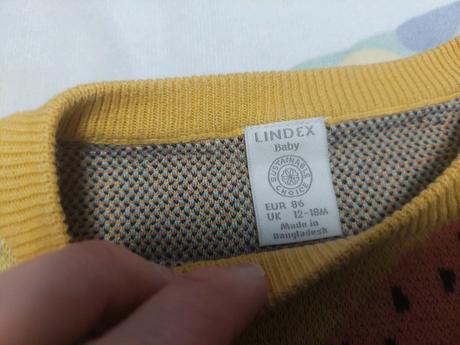 LINDEX
Baby
SUSTAINABLE
CHOICE
EUR 86
UK 12-18M
Made in
Bangladesh